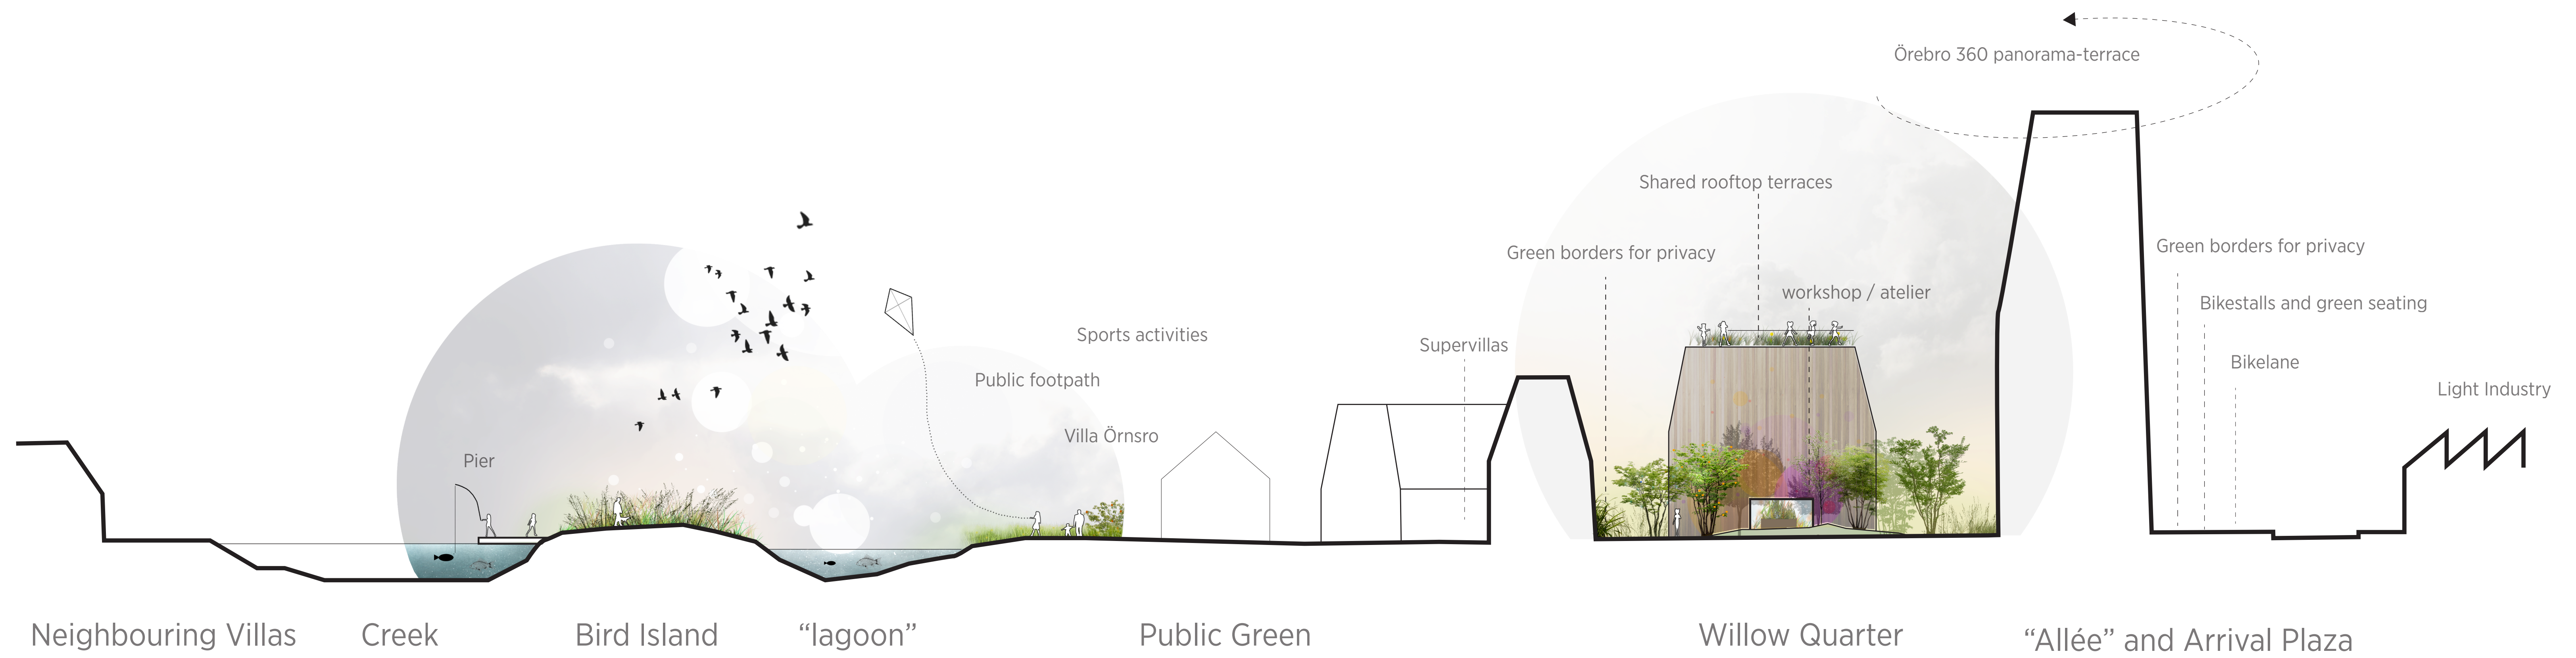 Örebro 360 panorama-terrace
Shared rooftop terraces
Green borders for privacy
Green borders for privacy
workshop / atelier
Bikestalls and green seating
Sports activities
Supervillas
Bikelane
Public footpath
Light Industry
Villa Örnsro
Pier
Neighbouring Villas
Creek
Bird Island
“lagoon”
Public Green
Willow Quarter
“Allée” and Arrival Plaza